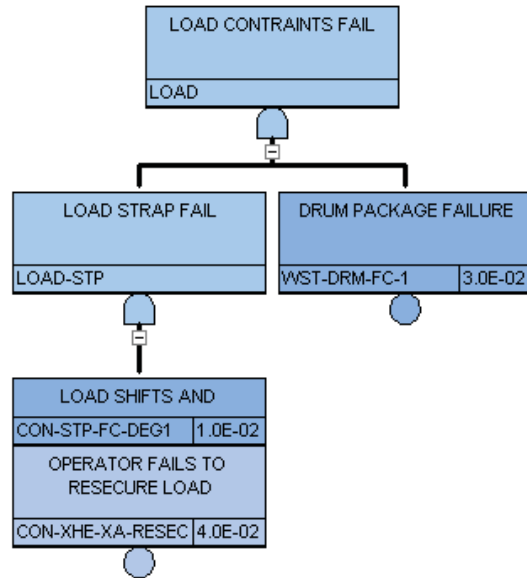 LOAD CONTRAINTS FAIL
LOAD
LOAD STRAP FAIL
LOAD-STP
DRUM PACKAGE FAILURE
WST-DRM-FC-1 3.0E-02
LOAD SHIFTS AND
CON-STP-FC-DEG1 1.0E-02
OPERATOR FAILS TO
RESECURE LOAD
CON-XHE-XA-RESEC 4.0E-02